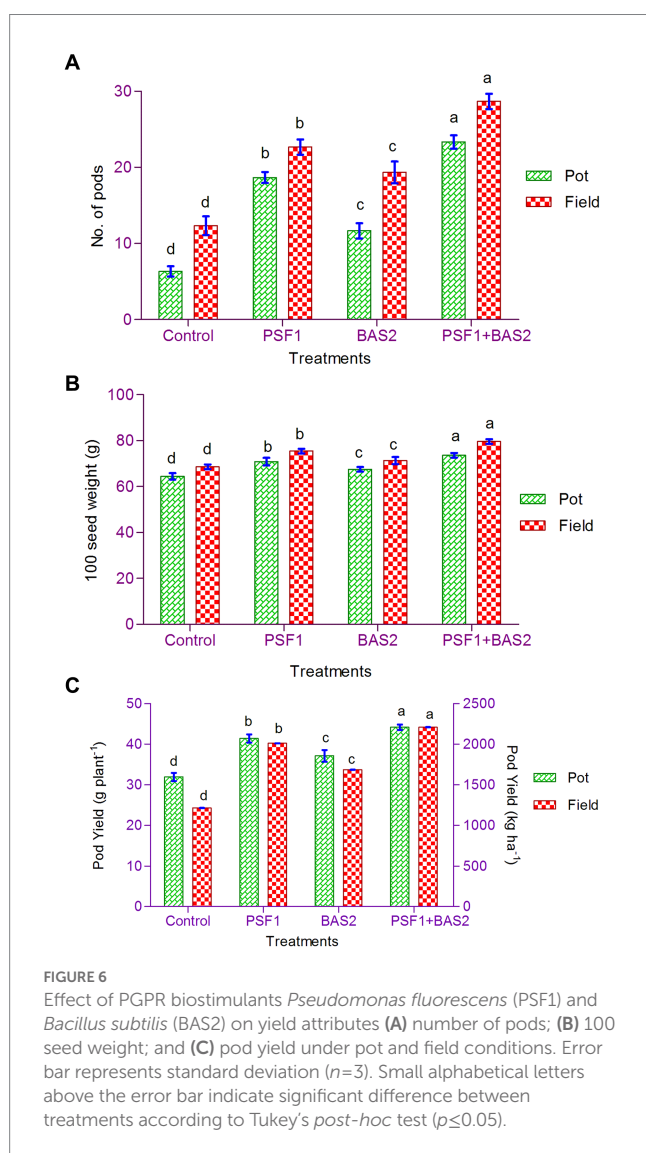 A
30
20
10
0
No. of pods
d
d
b
b
c
c
a
a
Pot
Field
Control PSF1 BAS2 PSF1+BAS2
Treatments
B
100
80
60
40
20
0
100 seed weight (g)
d
d
b
b
c
c
a
a
Pot
Field
Control PSF1 BAS2 PSF1+BAS2
Treatments
C
50
40
30
20
10
0
Pod Yield (g plant⁻¹)
d
d
b
b
c
c
a
a
2500
2000
1500
1000
500
0
Pod Yield
(kg ha⁻¹)
Pot
Field
Control PSF1 BAS2 PSF1+BAS2
Treatments
FIGURE 6
Effect of PGPR biostimulants Pseudomonas fluorescens (PSF1) and
Bacillus subtilis (BAS2) on yield attributes (A) number of pods; (B) 100
seed weight; and (C) pod yield under pot and field conditions. Error
bar represents standard deviation (n=3). Small alphabetical letters
above the error bar indicate significant difference between
treatments according to Tukey's post-hoc test (p≤0.05).